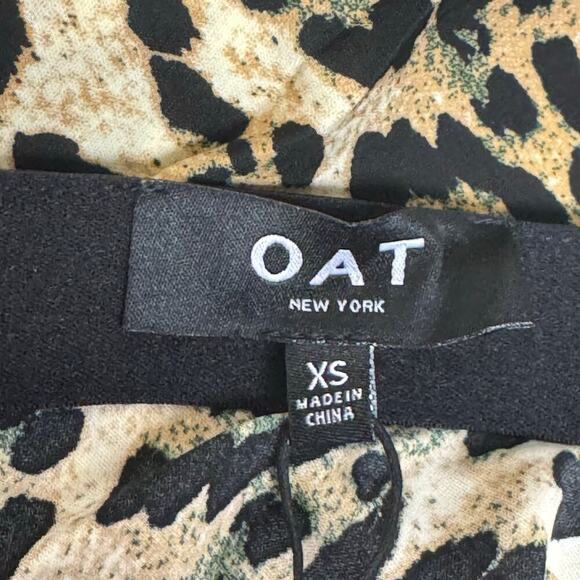 OAT
NEW YORK
XS
MADE IN
CHINA